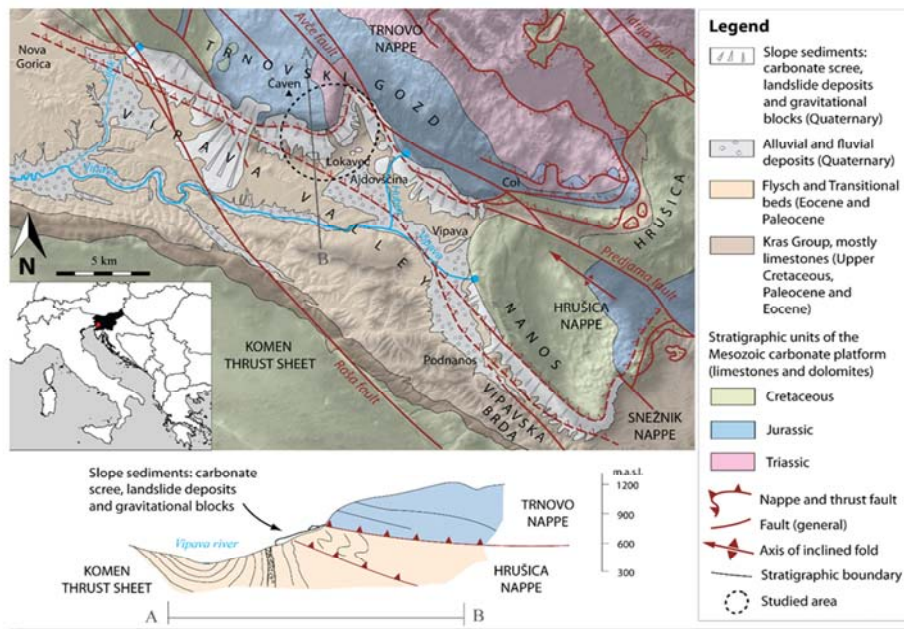 Nova
Gorica
TRNOVSKI GOZD
Čaven
A
Avče fault
TRNOVO
NAPPE
Idrija fault
VIPAVA VALLEY
Lokavec
Ajdovščina
Col
Vipava
B
Vipava
Vipava
HRUŠICA
Predjama fault
N
5 km
NANOS
HRUŠICA
NAPPE
KOMEN
THRUST SHEET
Raša fault
Podnanos
VIPAVSKA
BRDA
SNEŽNIK
NAPPE
Legend
Slope sediments:
carbonate scree,
landslide deposits
and gravitational
blocks (Quaternary)
Alluvial and fluvial
deposits (Quaternary)
Flysch and Transitional
beds (Eocene and
Paleocene
Kras Group, mostly
limestones (Upper
Cretaceous,
Paleocene and
Eocene)
Stratigraphic units of the
Mesozoic carbonate platform
(limestones and dolomites)
Cretaceous
Jurassic
Triassic
Nappe and thrust fault
Fault (general)
Axis of inclined fold
Stratigraphic boundary
Studied area
Slope sediments: carbonate
scree, landslide deposits
and gravitational blocks
m.a.s.l.
1200
900
600
300
TRNOVO
NAPPE
Vipava river
KOMEN
THRUST SHEET
HRUŠICA
NAPPE
A
B